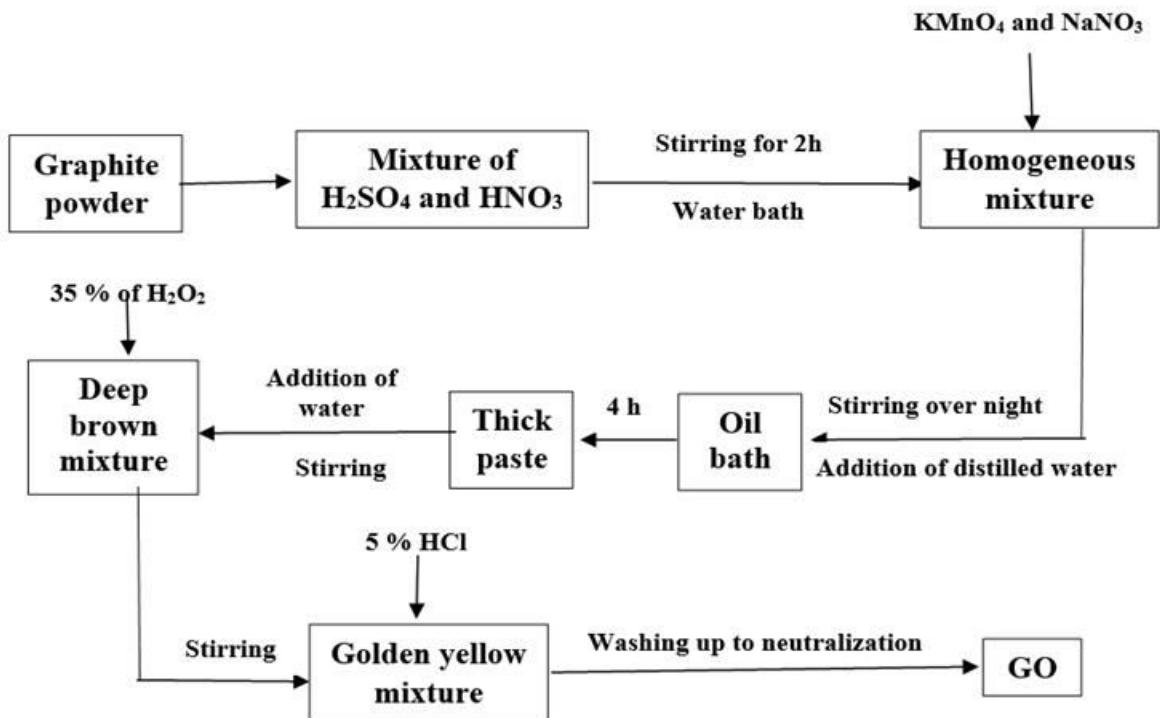 KMnO₄ and NaNO₃
Graphite
powder
Mixture of
H₂SO₄ and HNO₃
Stirring for 2h
Water bath
Homogeneous
mixture
35 % of H₂O₂
Deep
brown
mixture
Addition of
water
Stirring
Thick
paste
4 h
Oil
bath
Stirring over night
Addition of distilled water
5 % HCl
Stirring
Golden yellow
mixture
Washing up to neutralization
GO